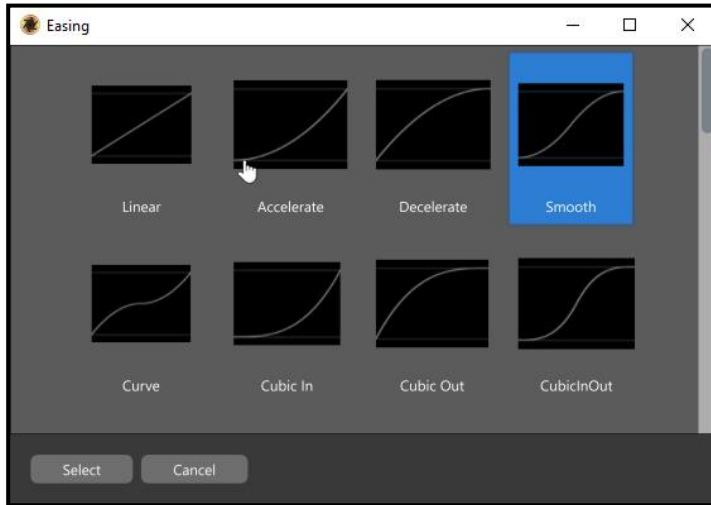 Easing
Linear Accelerate Decelerate Smooth
Curve Cubic In Cubic Out CubicInOut
Select Cancel